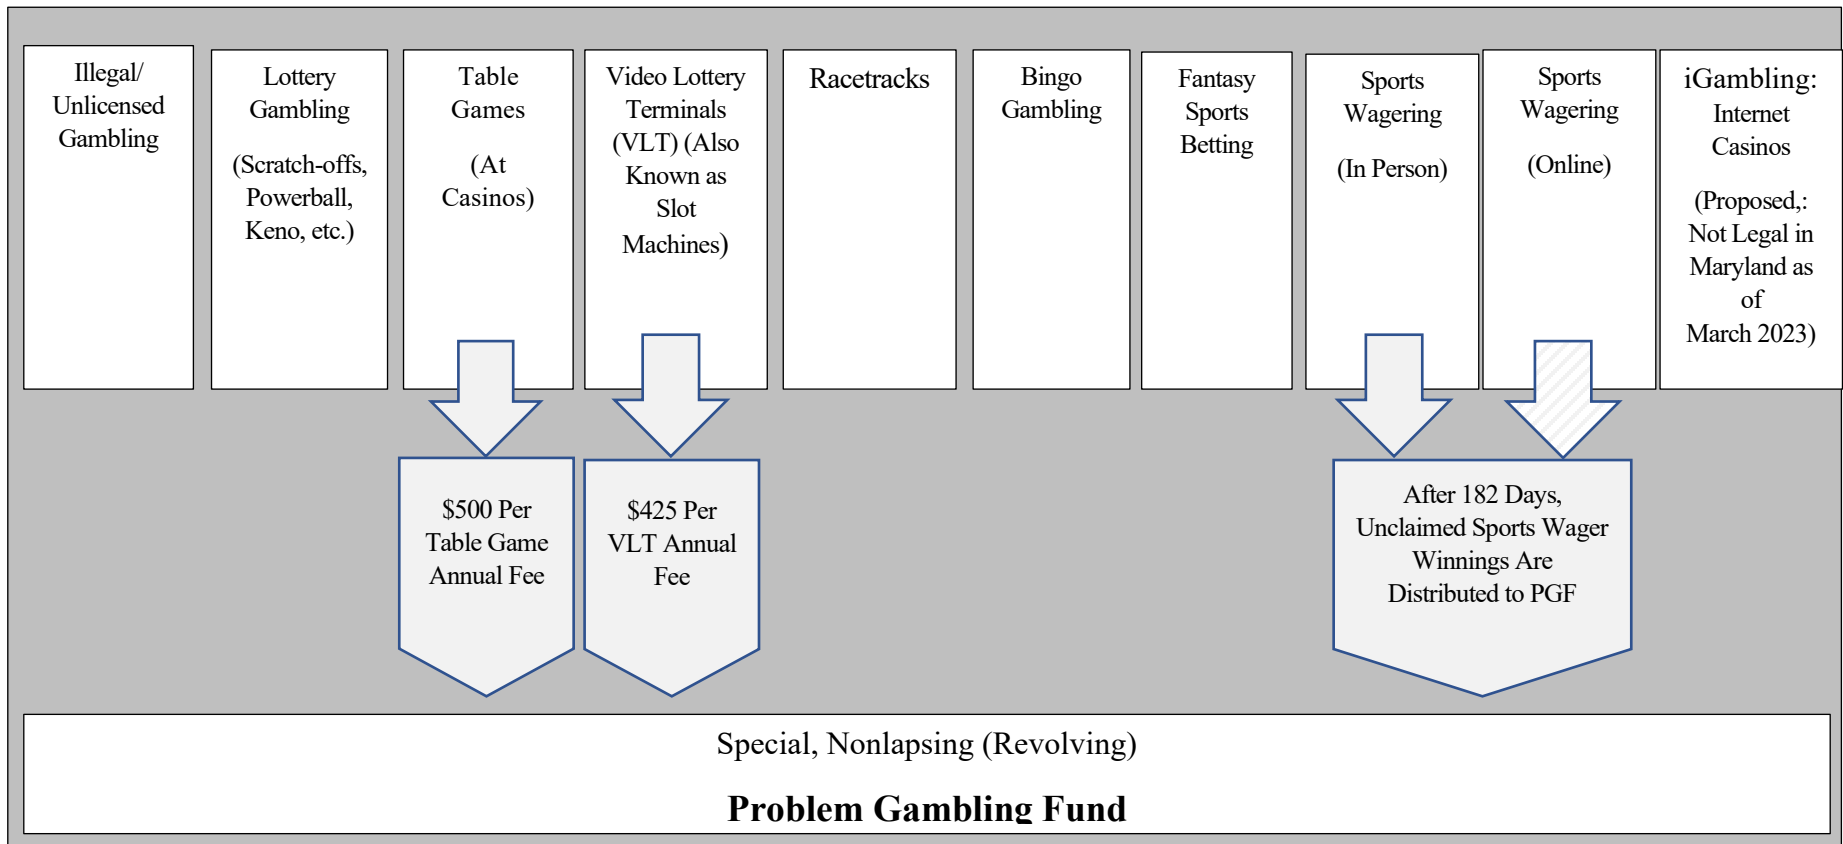 Illegal/
Unlicensed
Gambling
Lottery
Gambling
(Scratch-offs,
Powerball,
Keno, etc.)
Table
Games
(At
Casinos)
Video Lottery
Terminals
(VLT) (Also
Known as
Slot
Machines)
Racetracks
Bingo
Gambling
Fantasy
Sports
Betting
Sports
Wagering
(In Person)
Sports
Wagering
(Online)
iGambling:
Internet
Casinos
(Proposed,:
Not Legal in
Maryland as
of
March 2023)
$500 Per
Table Game
Annual Fee
$425 Per
VLT Annual
Fee
After 182 Days,
Unclaimed Sports Wager
Winnings Are
Distributed to PGF
Special, Nonlapsing (Revolving)
Problem Gambling Fund